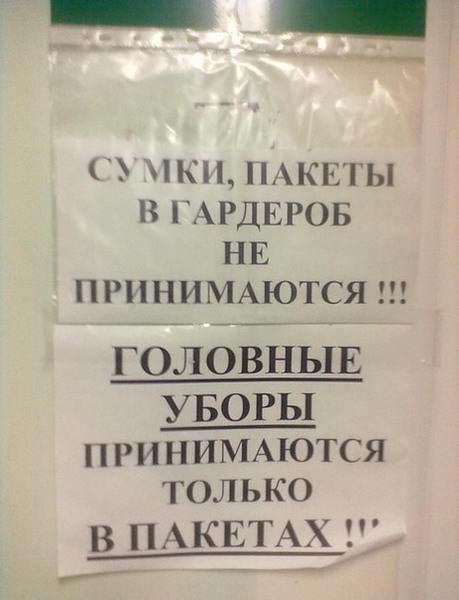 СУМКИ, ПАКЕТЫ
В ГАРДЕРОБ
НЕ
ПРИНИМАЮТСЯ !!!
ГОЛОВНЫЕ
УБОРЫ
ПРИНИМАЮТСЯ
ТОЛЬКО
В ПАКЕТАХ !!!